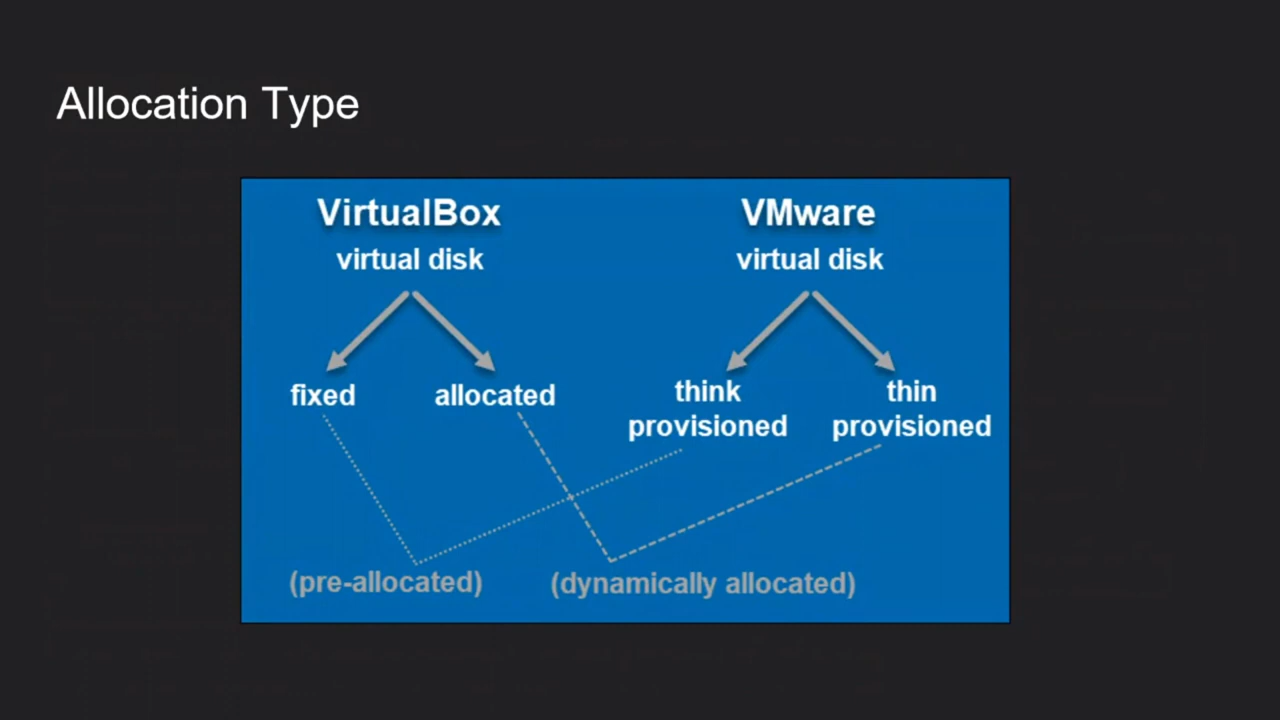 Allocation Type
VirtualBox
virtual disk
fixed
allocated
VMware
virtual disk
think
provisioned
thin
provisioned
(pre-allocated)
(dynamically allocated)